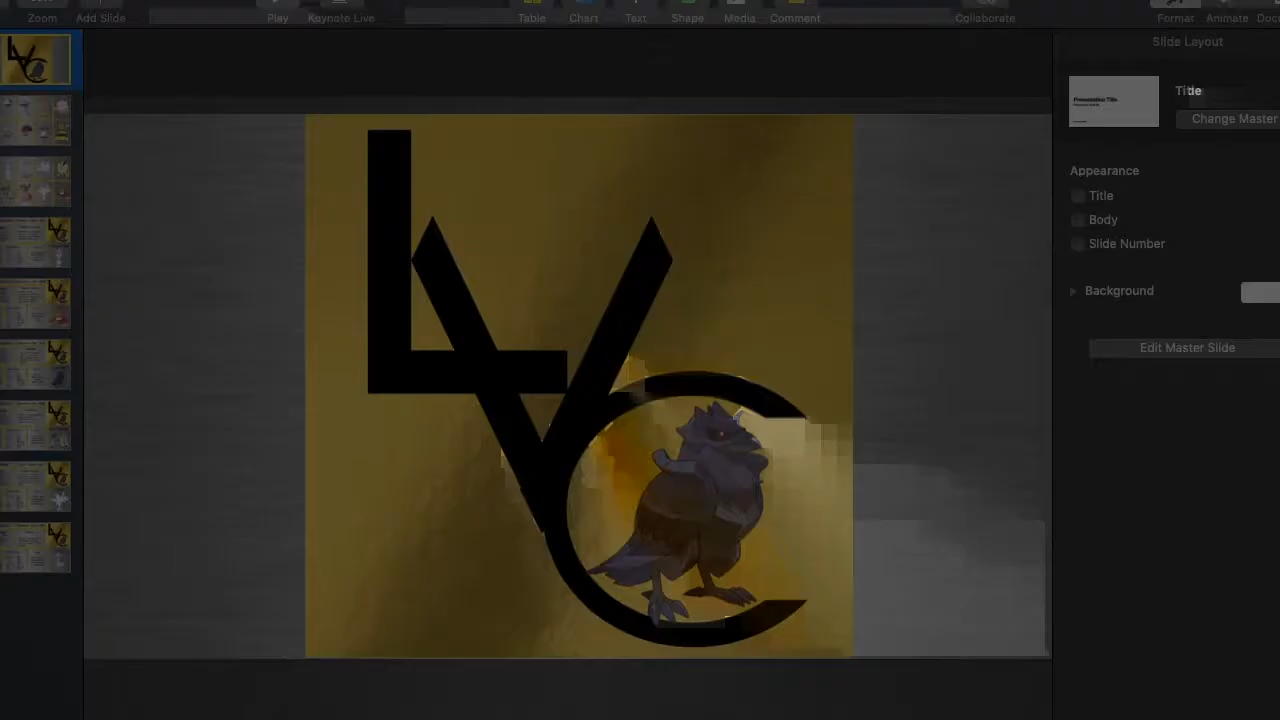 Zoom Add Slide Play Keynote Live Table Chart Text Shape Media Comment Collaborate Format Animate
Slide Layout
Title
Change Master
Appearance
Title
Body
Slide Number
Background
Edit Master Slide
LVC